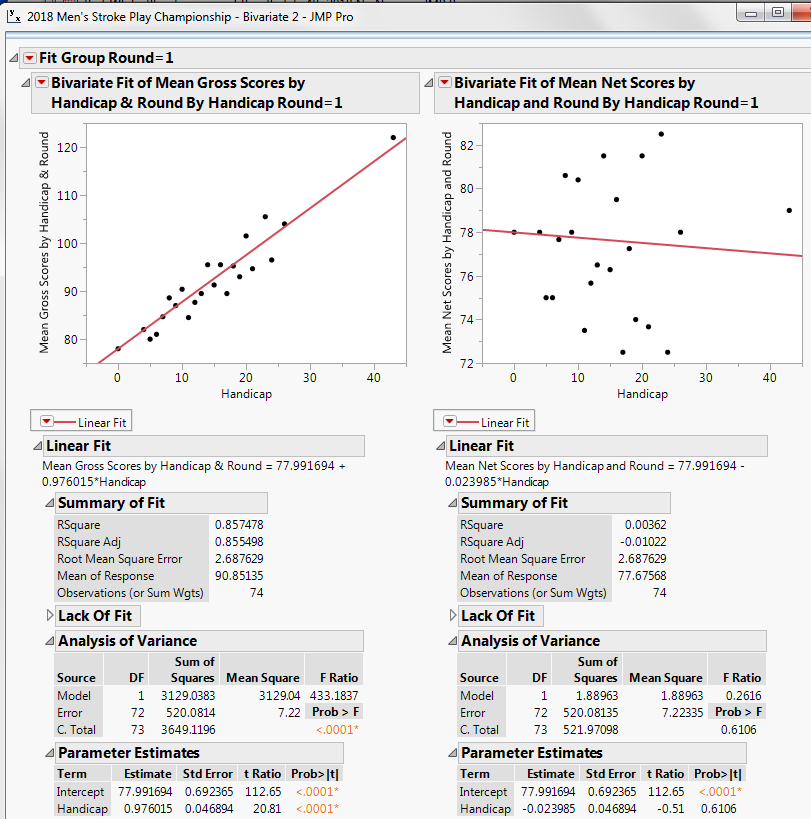 2018 Men's Stroke Play Championship - Bivariate 2 - JMP Pro
Fit Group Round=1
Bivariate Fit of Mean Gross Scores by
Handicap & Round By Handicap Round=1
Mean Gross Scores by Handicap & Round
120
110
100
90
80
0 10 20 30 40
Handicap
Linear Fit
Linear Fit
Mean Gross Scores by Handicap & Round = 77.991694 +
0.976015*Handicap
Summary of Fit
RSquare 0.857478
RSquare Adj 0.855498
Root Mean Square Error 2.687629
Mean of Response 90.85135
Observations (or Sum Wgts) 74
Lack Of Fit
Analysis of Variance
Sum of
Source DF Squares Mean Square F Ratio
Model 1 3129.0383 3129.04 433.1837
Error 72 520.0814 7.22 Prob > F
C. Total 73 3649.1196 <.0001*
Parameter Estimates
Term Estimate Std Error t Ratio Prob>|t|
Intercept 77.991694 0.692365 112.65 <.0001*
Handicap 0.976015 0.046894 20.81 <.0001*
Bivariate Fit of Mean Net Scores by
Handicap and Round By Handicap Round=1
Mean Net Scores by Handicap and Round
82
80
78
76
74
72
0 10 20 30 40
Handicap
Linear Fit
Linear Fit
Mean Net Scores by Handicap and Round = 77.991694 -
0.023985*Handicap
Summary of Fit
RSquare 0.00362
RSquare Adj -0.01022
Root Mean Square Error 2.687629
Mean of Response 77.67568
Observations (or Sum Wgts) 74
Lack Of Fit
Analysis of Variance
Sum of
Source DF Squares Mean Square F Ratio
Model 1 1.88963 1.88963 0.2616
Error 72 520.08135 7.22335 Prob > F
C. Total 73 521.97098 0.6106
Parameter Estimates
Term Estimate Std Error t Ratio Prob>|t|
Intercept 77.991694 0.692365 112.65 <.0001*
Handicap -0.023985 0.046894 -0.51 0.6106